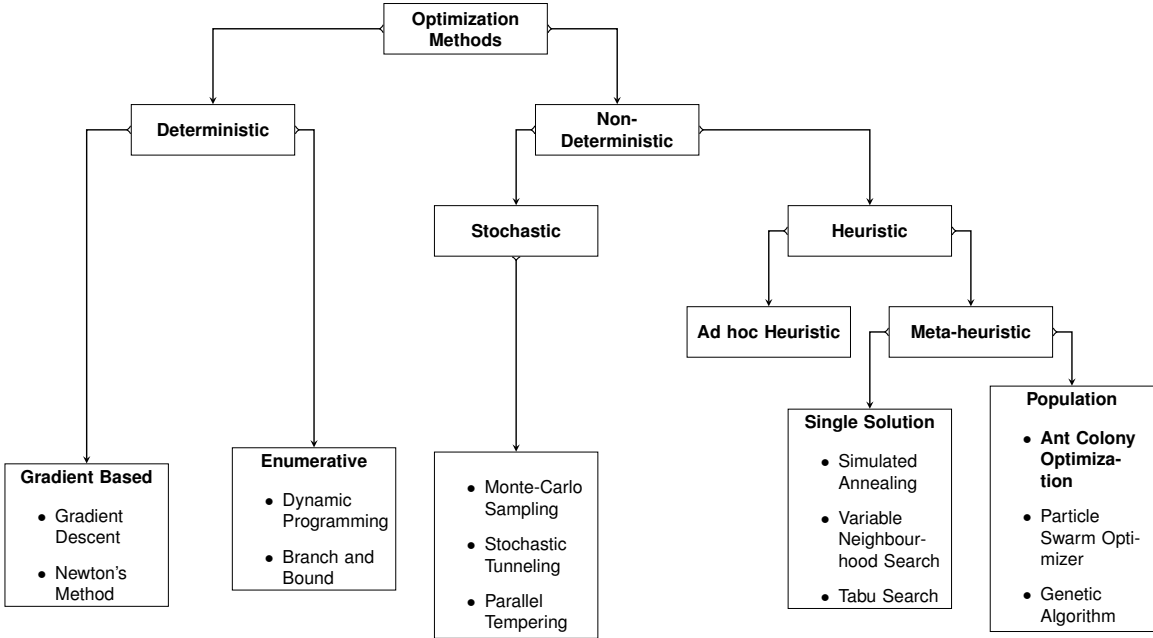 Optimization
Methods
Deterministic
Non-
Deterministic
Stochastic
Heuristic
Ad hoc Heuristic
Meta-heuristic
Gradient Based
• Gradient
Descent
• Newton's
Method
Enumerative
• Dynamic
Programming
• Branch and
Bound
• Monte-Carlo
Sampling
• Stochastic
Tunneling
• Parallel
Tempering
Single Solution
• Simulated
Annealing
• Variable
Neighbour-
hood Search
• Tabu Search
Population
• Ant Colony
Optimiza-
tion
• Particle
Swarm Opti-
mizer
• Genetic
Algorithm